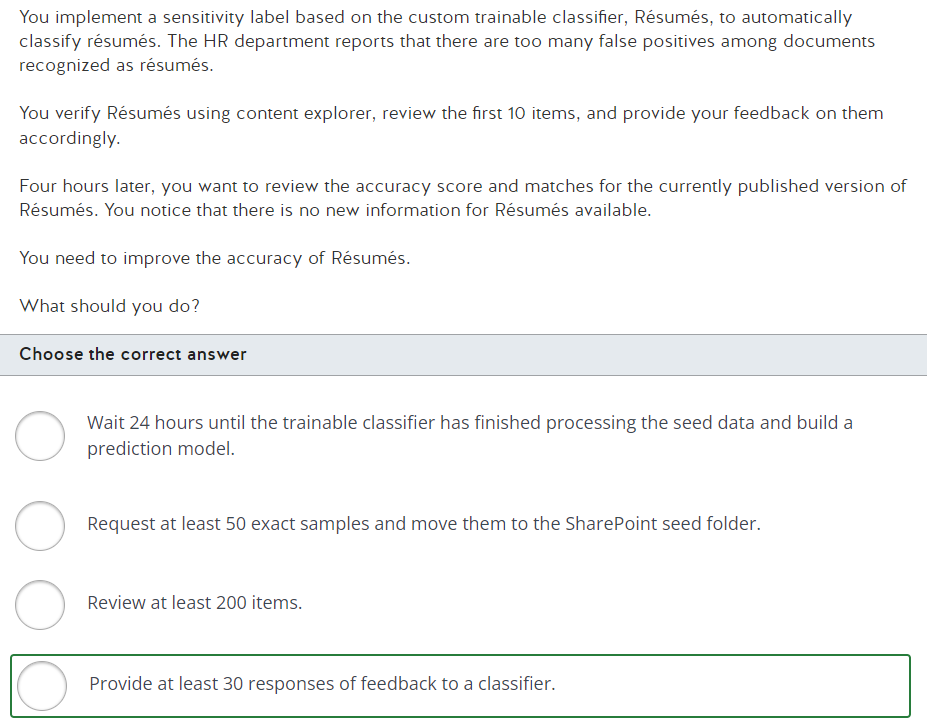 You implement a sensitivity label based on the custom trainable classifier, Résumés, to automatically
classify résumés. The HR department reports that there are too many false positives among documents
recognized as résumés.
You verify Résumés using content explorer, review the first 10 items, and provide your feedback on them
accordingly.
Four hours later, you want to review the accuracy score and matches for the currently published version of
Résumés. You notice that there is no new information for Résumés available.
You need to improve the accuracy of Résumés.
What should you do?
Choose the correct answer
Wait 24 hours until the trainable classifier has finished processing the seed data and build a
prediction model.
Request at least 50 exact samples and move them to the SharePoint seed folder.
Review at least 200 items.
Provide at least 30 responses of feedback to a classifier.